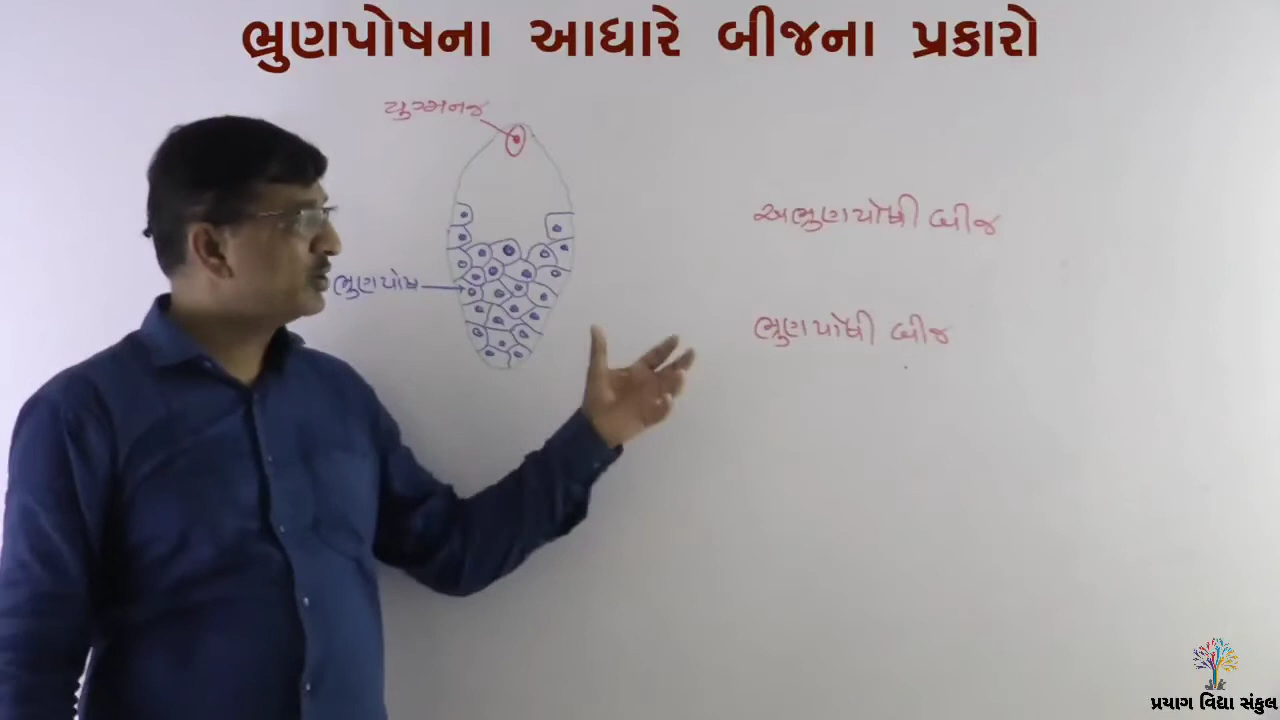 ભ્રુણપોષના આધારે બીજના પ્રકારો
યુગ્મનજ
અભ્રુણપોષી બીજ
ભ્રુણપોષ
ભ્રુણપોષી બીજ
પ્રયાગ વિદ્યા સંકુલ